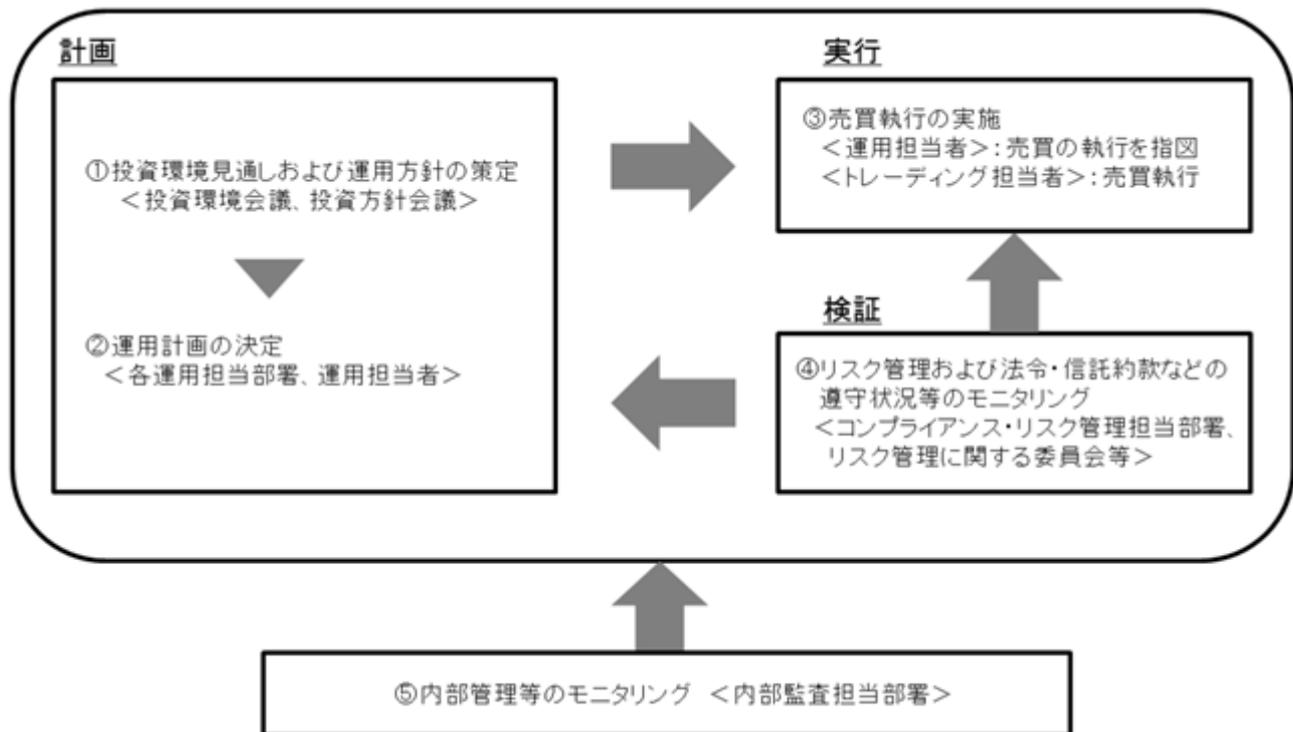 計画
①投資環境見通しおよび運用方針の策定
＜投資環境会議、投資方針会議＞
②運用計画の決定
＜各運用担当部署、運用担当者＞
実行
③売買執行の実施
＜運用担当者＞：売買の執行を指図
＜トレーディング担当者＞：売買執行
検証
④リスク管理および法令・信託約款などの
遵守状況等のモニタリング
＜コンプライアンス・リスク管理担当部署、
リスク管理に関する委員会等＞
⑤内部管理等のモニタリング ＜内部監査担当部署＞